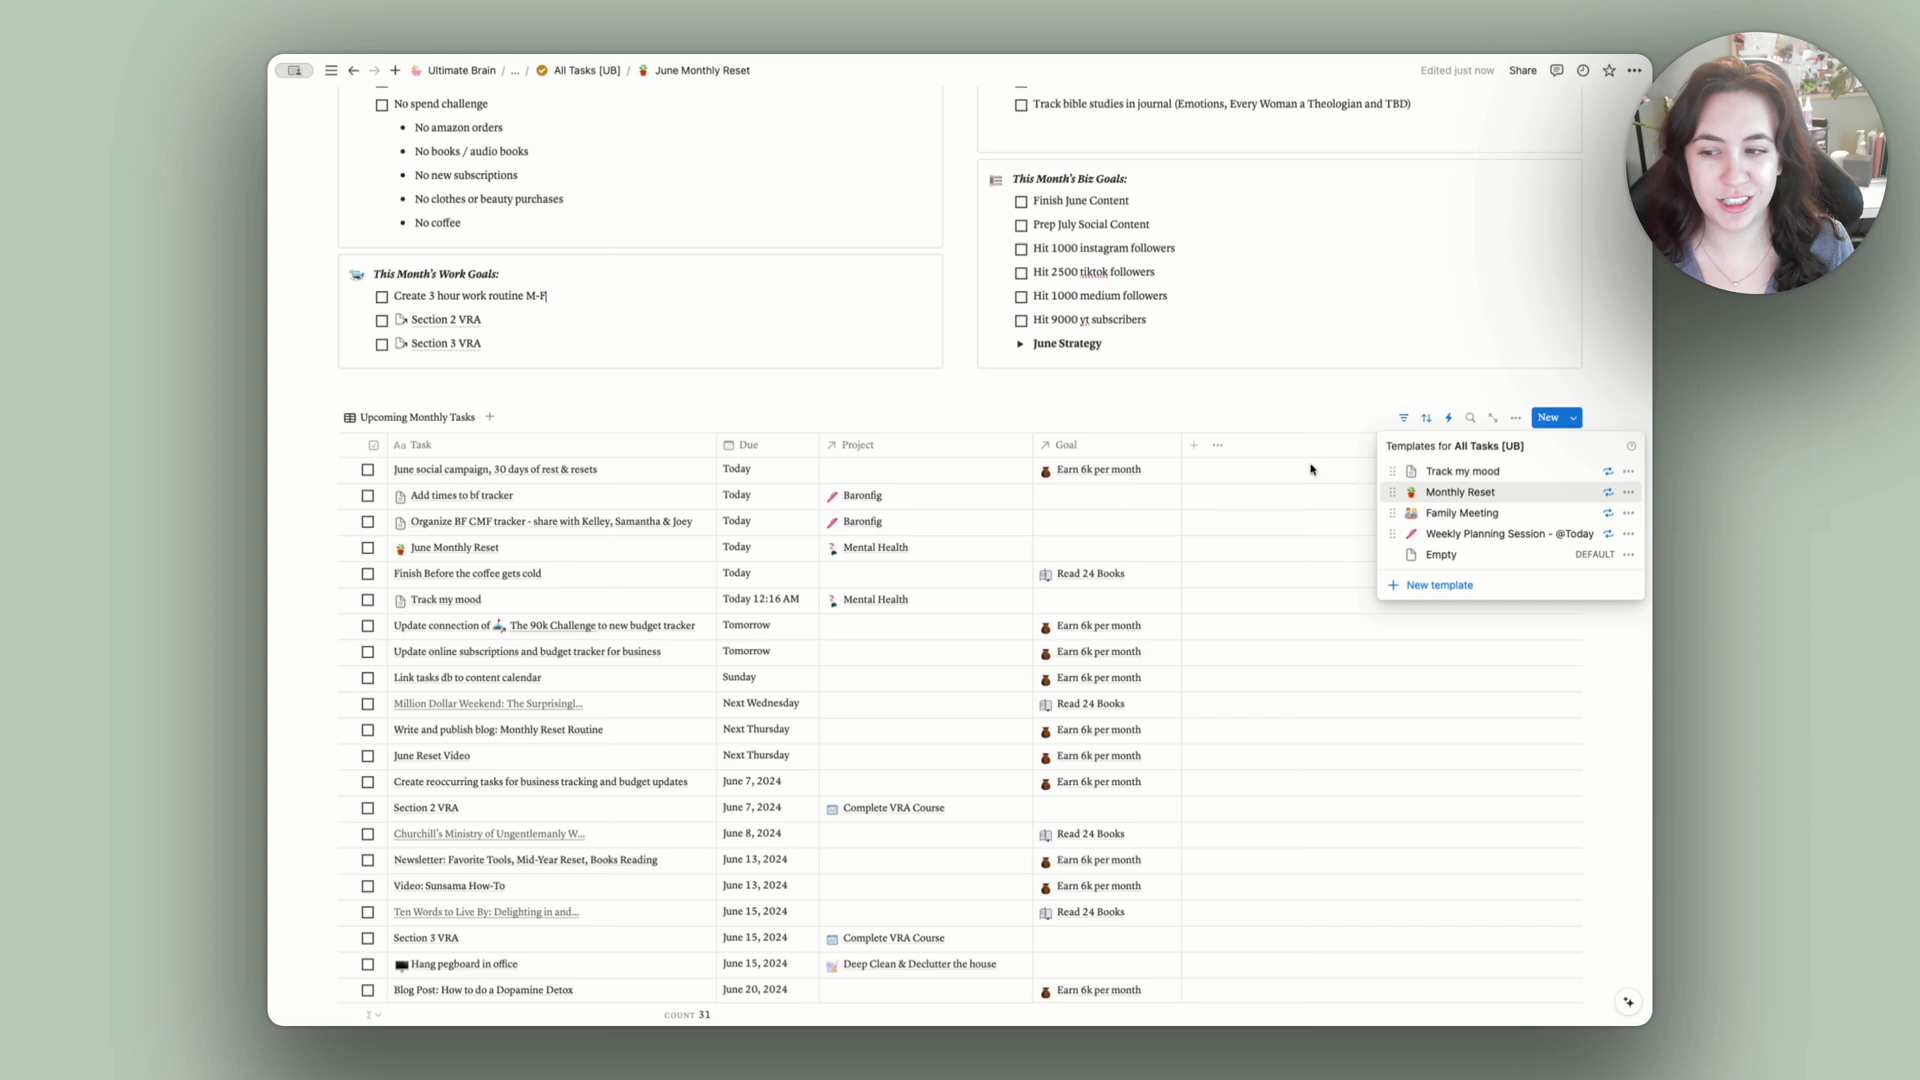 Ultimate Brain / ... / All Tasks [UB] / June Monthly Reset
Edited just now Share
No spend challenge
No amazon orders
No books / audio books
No new subscriptions
No clothes or beauty purchases
No coffee
This Month's Work Goals:
Create 3 hour work routine M-F
Section 2 VRA
Section 3 VRA
Track bible studies in journal (Emotions, Every Woman a Theologian and TBD)
This Month's Biz Goals:
Finish June Content
Prep July Social Content
Hit 1000 instagram followers
Hit 2500 tiktok followers
Hit 1000 medium followers
Hit 9000 yt subscribers
June Strategy
Upcoming Monthly Tasks
New
Aa Task Due Project Goal
June social campaign, 30 days of rest & resets Today Earn 6k per month
Add times to bf tracker Today Baronfig
Organize BF CMF tracker - share with Kelley, Samantha & Joey Today Baronfig
June Monthly Reset Today Mental Health
Finish Before the coffee gets cold Today Read 24 Books
Track my mood Today 12:16 AM Mental Health
Update connection of The 90k Challenge to new budget tracker Tomorrow Earn 6k per month
Update online subscriptions and budget tracker for business Tomorrow Earn 6k per month
Link tasks db to content calendar Sunday Earn 6k per month
Million Dollar Weekend: The Surprisingl... Next Wednesday Read 24 Books
Write and publish blog: Monthly Reset Routine Next Thursday Earn 6k per month
June Reset Video Next Thursday Earn 6k per month
Create reoccurring tasks for business tracking and budget updates June 7, 2024 Earn 6k per month
Section 2 VRA June 7, 2024 Complete VRA Course
Churchill's Ministry of Ungentlemanly W... June 8, 2024 Read 24 Books
Newsletter: Favorite Tools, Mid-Year Reset, Books Reading June 13, 2024 Earn 6k per month
Video: Sunsama How-To June 13, 2024 Earn 6k per month
Ten Words to Live By: Delighting in and... June 15, 2024 Read 24 Books
Section 3 VRA June 15, 2024 Complete VRA Course
Hang pegboard in office June 15, 2024 Deep Clean & Declutter the house
Blog Post: How to do a Dopamine Detox June 20, 2024 Earn 6k per month
COUNT 31
Templates for All Tasks [UB]
Track my mood
Monthly Reset
Family Meeting
Weekly Planning Session - @Today
Empty DEFAULT
New template